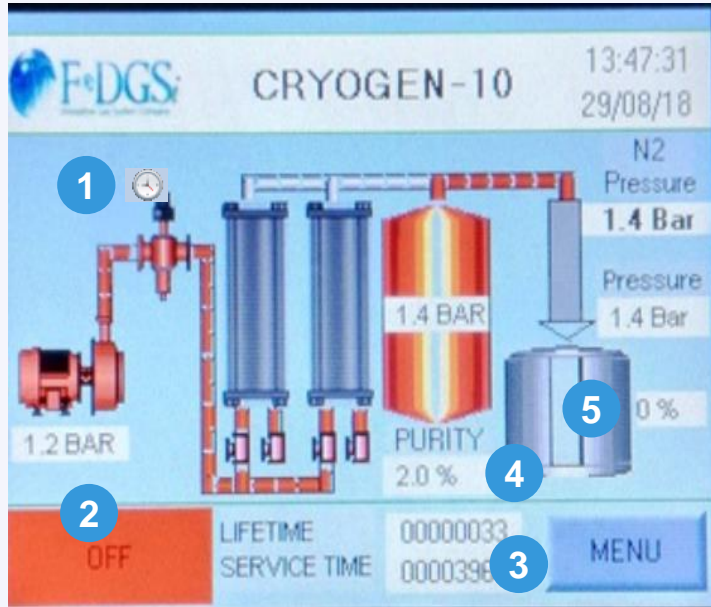 F•DGSi
CRYOGEN-10
13:47:31
29/08/18
N2
Pressure
1.4 Bar
Pressure
1.4 Bar
1
1.4 BAR
5
0 %
1.2 BAR
PURITY
2.0 %
4
2
OFF
LIFETIME 00000033
SERVICE TIME 0000398
3
MENU